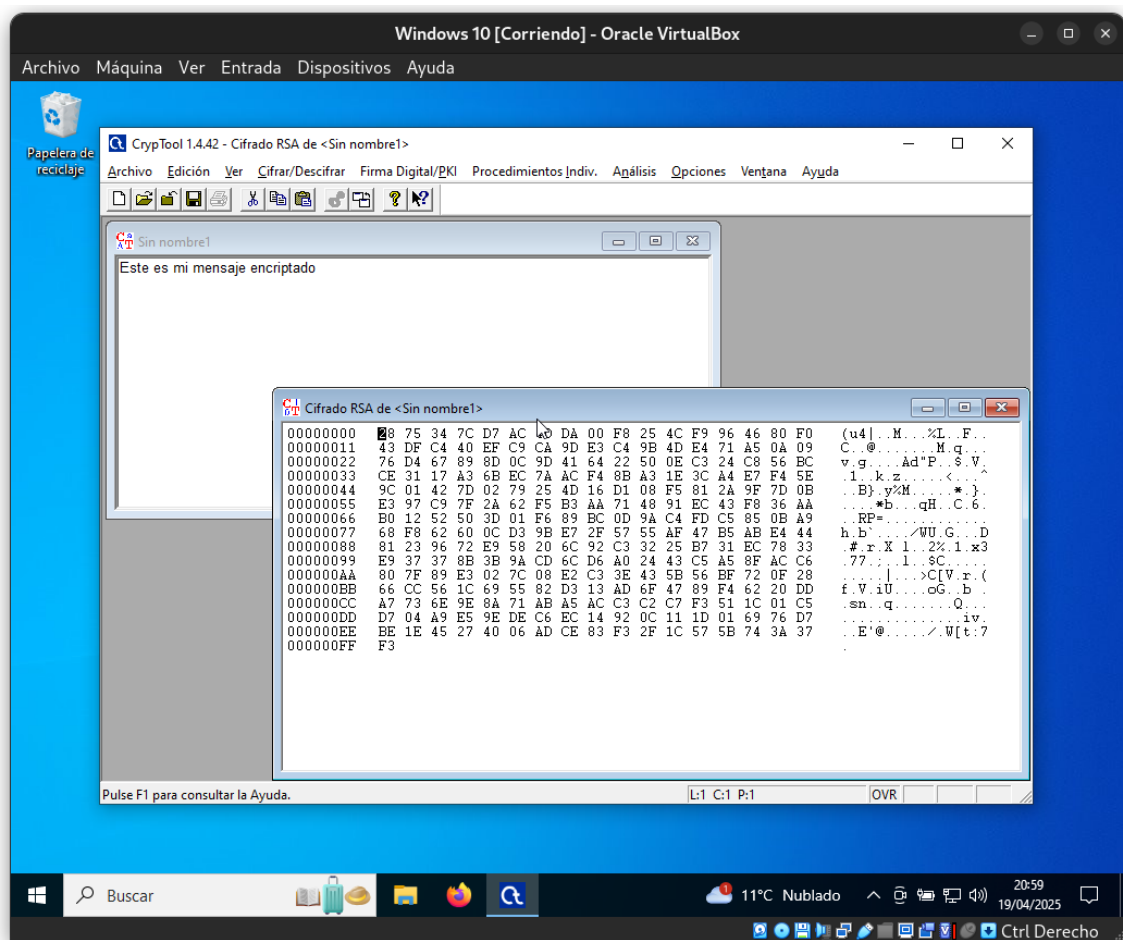 Windows 10 [Corriendo] - Oracle VirtualBox
Archivo Máquina Ver Entrada Dispositivos Ayuda
Papelera de
reciclaje
CrypTool 1.4.42 - Cifrado RSA de <Sin nombre1>
Archivo Edición Ver Cifrar/Descifrar Firma Digital/PKI Procedimientos Indiv. Análisis Opciones Ventana Ayuda
Sin nombre1
Este es mi mensaje encriptado
Cifrado RSA de <Sin nombre1>
00000000 28 75 34 7C D7 AC DA 00 F8 25 4C F9 96 46 80 F0 (u4|..M...%L..F..
00000011 43 DF C4 40 EF C9 CA 9D E3 C4 9B 4D E4 71 A5 0A 09 C..@.......M.q...
00000022 76 D4 67 89 8D 0C 9D 41 64 22 50 0E C3 24 C8 56 BC v.g....Ad"P..$.V.
00000033 CE 31 17 A3 6B EC 7A AC F4 8B A3 1E 3C A4 E7 F4 5E .1..k.z.....<...^
00000044 9C 01 42 7D 02 79 25 4D 16 D1 08 F5 81 2A 9F 7D 0B ..B}.y%M.....*.}.
00000055 E3 97 C9 7F 2A 62 F5 B3 AA 71 48 91 EC 43 F8 36 AA ....*b...qH..C.6.
00000066 B0 12 52 50 3D 01 F6 89 BC 0D 9A C4 FD C5 85 0B A9 ..RP=............
00000077 68 F8 62 60 0C D3 9B E7 2F 57 55 AF 47 B5 AB E4 44 h.b`..../WU.G...D
00000088 81 23 96 72 E9 58 20 6C 92 C3 32 25 B7 31 EC 78 33 .#.r.X l..2%.1.x3
00000099 E9 37 37 8B 3B 9A CD 6C D6 A0 24 43 C5 A5 8F AC C6 .77.;..l..$C.....
000000AA 80 7F 89 E3 02 7C 08 E2 C3 3E 43 5B 56 BF 72 0F 28 .....|...>C[V.r.(
000000BB 66 CC 56 1C 69 55 82 D3 13 AD 6F 47 89 F4 62 20 DD f.V.iU....oG..b .
000000CC A7 73 6E 9E 8A 71 AB A5 AC C3 C2 C7 F3 51 1C 01 C5 .sn..q.......Q...
000000DD D7 04 A9 E5 9E DE C6 EC 14 92 0C 11 1D 01 69 76 D7 ..............iv.
000000EE BE 1E 45 27 40 06 AD CE 83 F3 2F 1C 57 5B 74 3A 37 ..E'@...../.W[t:7
000000FF F3 .
Pulse F1 para consultar la Ayuda. L:1 C:1 P:1 OVR
Buscar
1
11°C Nublado
20:59
19/04/2025
Ctrl Derecho